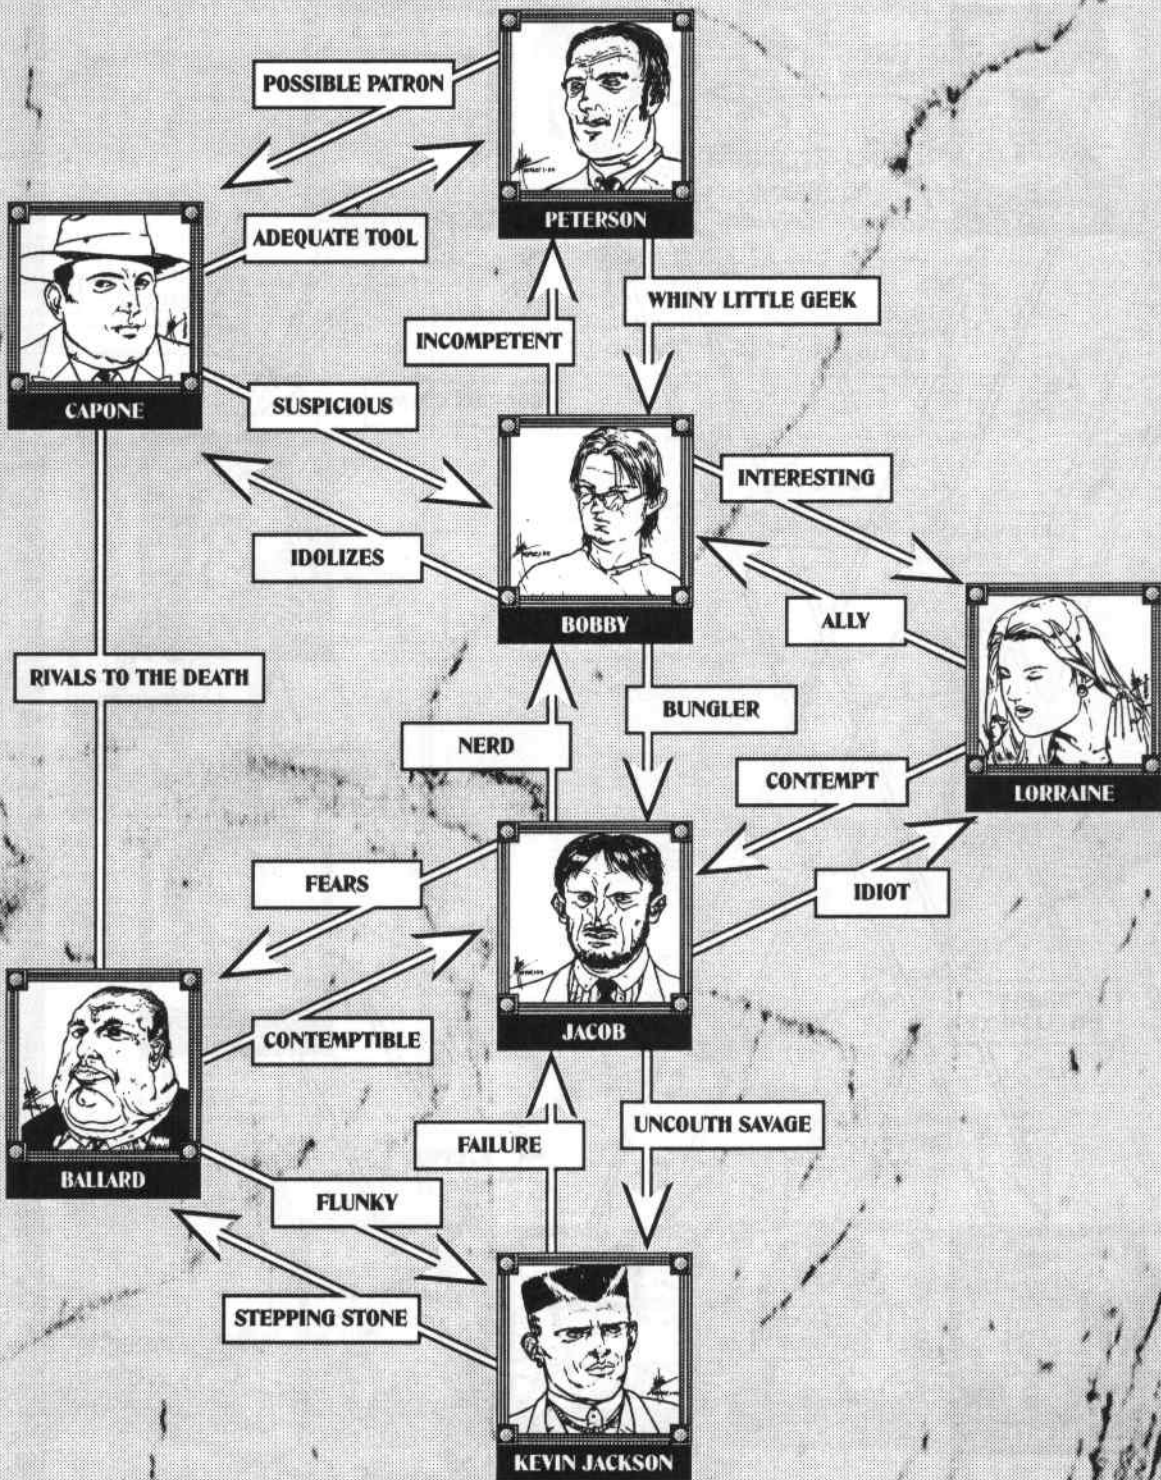 POSSIBLE PATRON
PETERSON
ADEQUATE TOOL
WHINY LITTLE GEEK
INCOMPETENT
CAPONE
SUSPICIOUS
INTERESTING
IDOLIZES
BOBBY
ALLY
RIVALS TO THE DEATH
BUNGLER
NERD
CONTEMPT
LORRAINE
FEARS
IDIOT
CONTEMPTIBLE
JACOB
UNCOUTH SAVAGE
FAILURE
BALLARD
FLUNKY
STEPPING STONE
KEVIN JACKSON